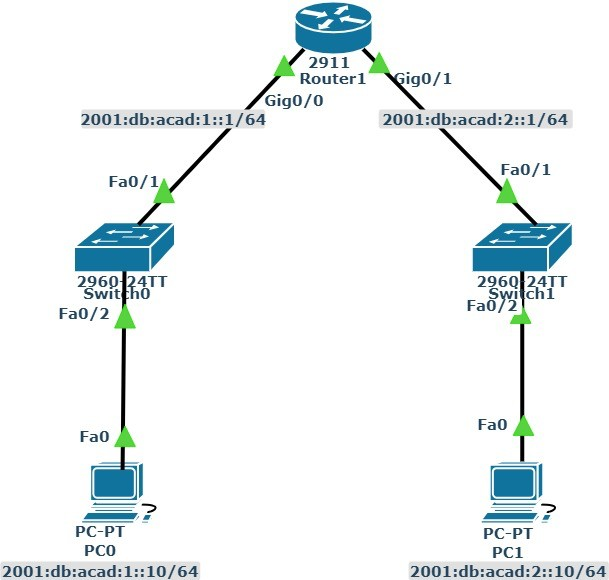 2911
Router1
Gig0/0
Gig0/1
2001:db:acad:1::1/64
2001:db:acad:2::1/64
Fa0/1
Fa0/1
2960-24TT
Switch0
2960-24TT
Switch1
Fa0/2
Fa0/2
Fa0
Fa0
PC-PT
PC0
PC-PT
PC1
2001:db:acad:1::10/64
2001:db:acad:2::10/64